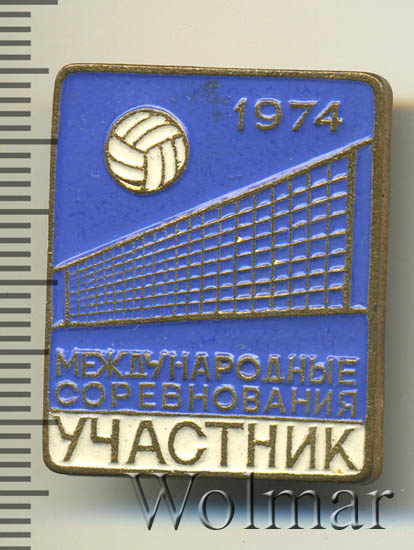 1974
МЕЖДУНАРОДНЫЕ
СОРЕВНОВАНИЯ
УЧАСТНИК
Wolmar